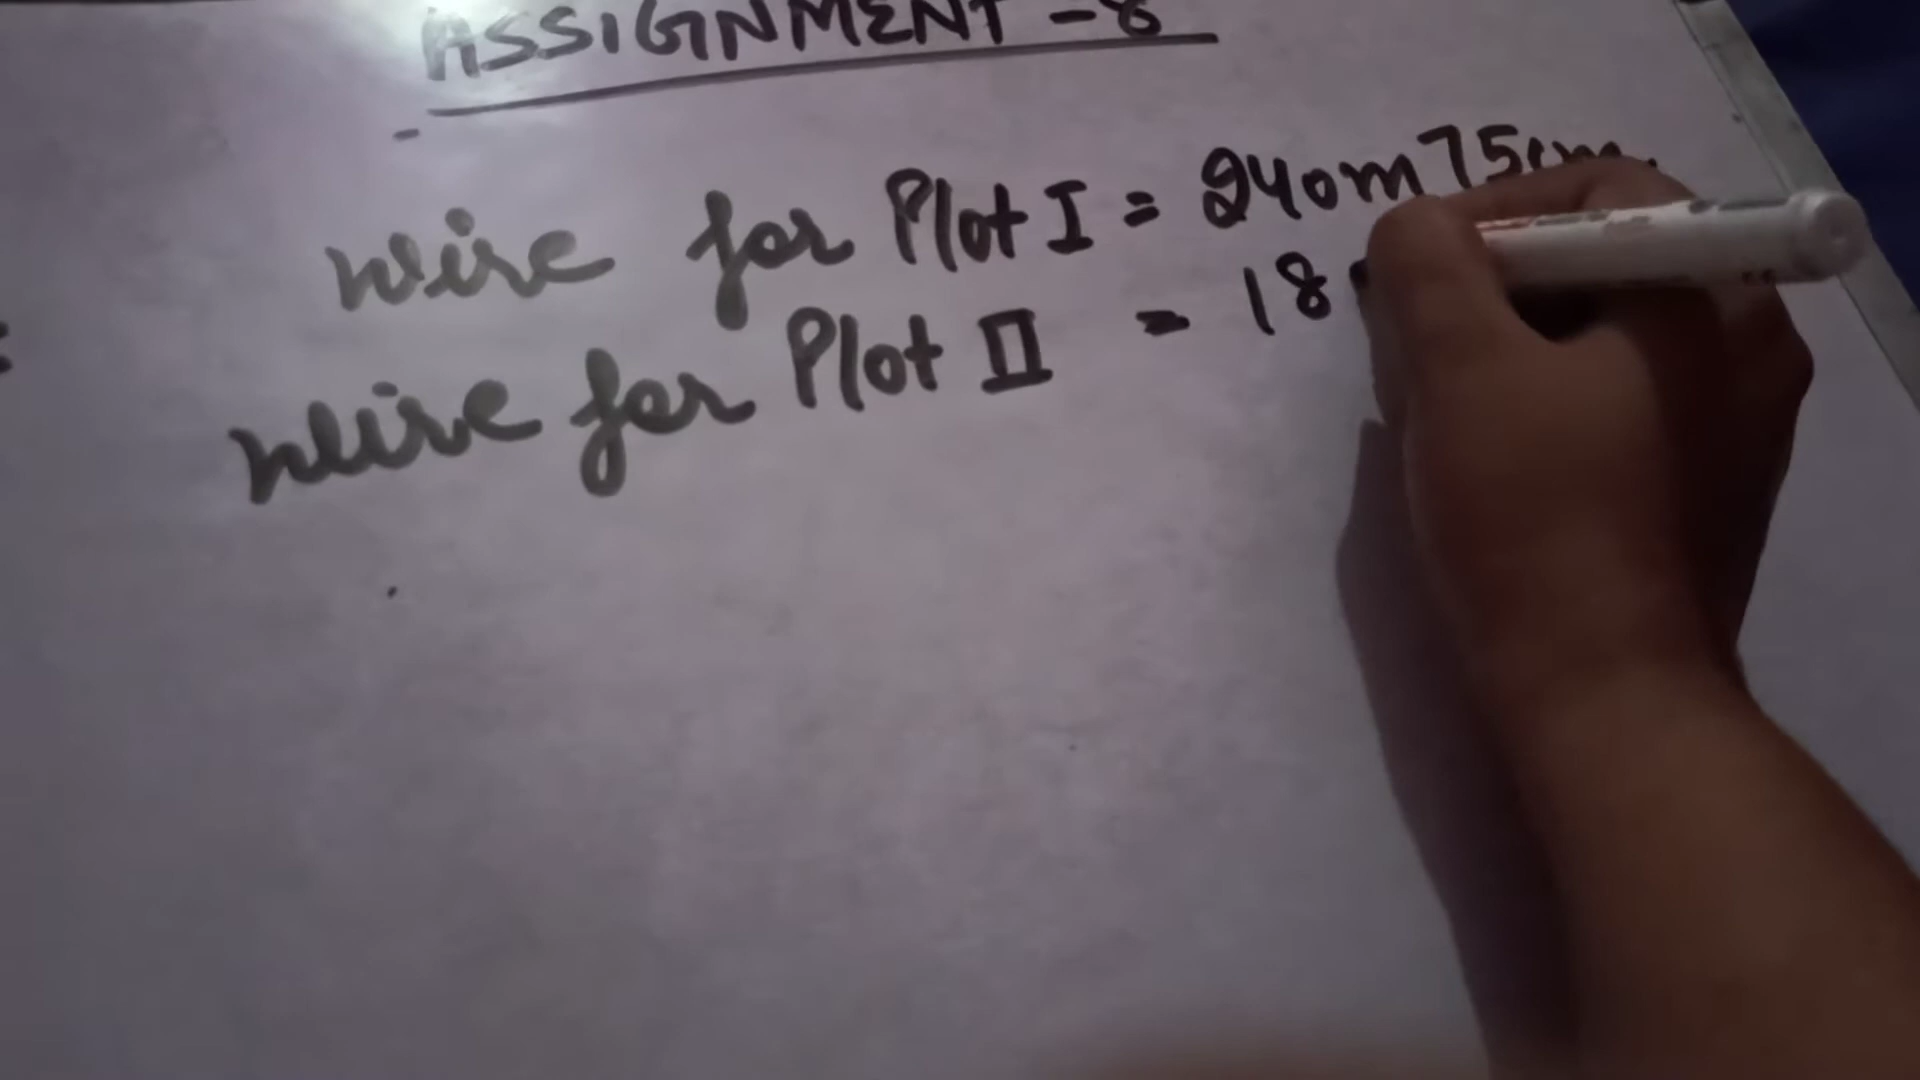 ASSIGNMENT - 8
Wire for Plot I = 240m 75cm
Wire for Plot II = 18